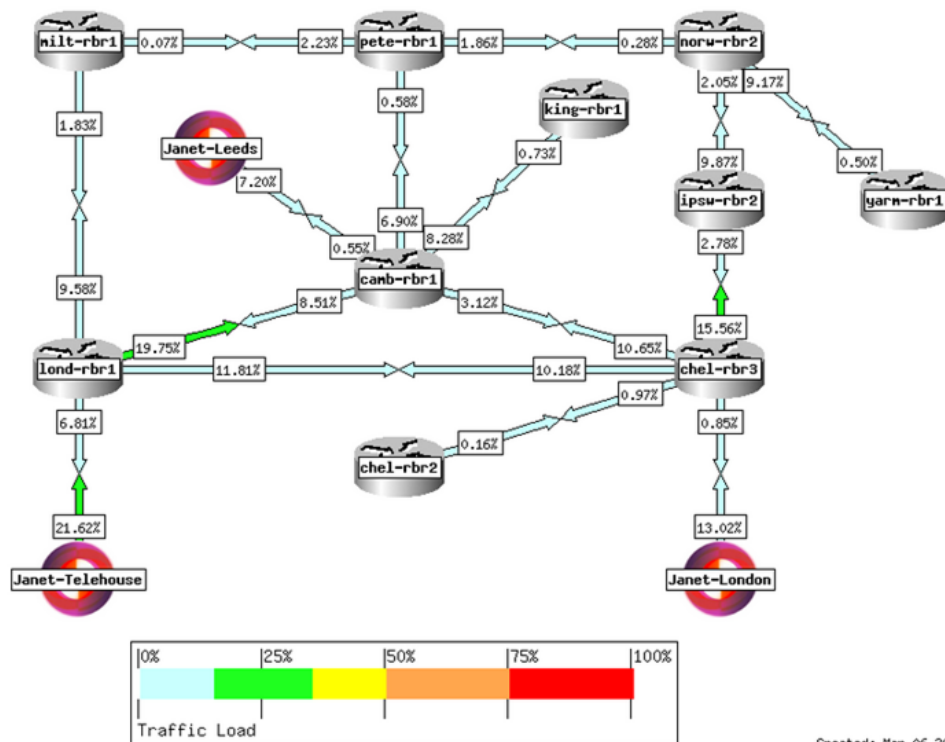 milt-rbr1 0.07% 2.23% pete-rbr1 1.86% 0.28% norw-rbr2
2.05% 9.17%
0.58% king-rbr1
1.83%
Janet-Leeds 0.73%
7.20% 9.87% 0.50%
ipsw-rbr2 yarm-rbr1
6.90% 8.28%
0.55% 2.78%
camb-rbr1
9.58% 8.51% 3.12%
19.75% 10.65% 15.56%
lond-rbr1 11.81% 10.18% chel-rbr3
0.97%
6.81% 0.16% 0.85%
chel-rbr2
21.62% 13.02%
Janet-Telehouse Janet-London
0% 25% 50% 75% 100%
Traffic Load